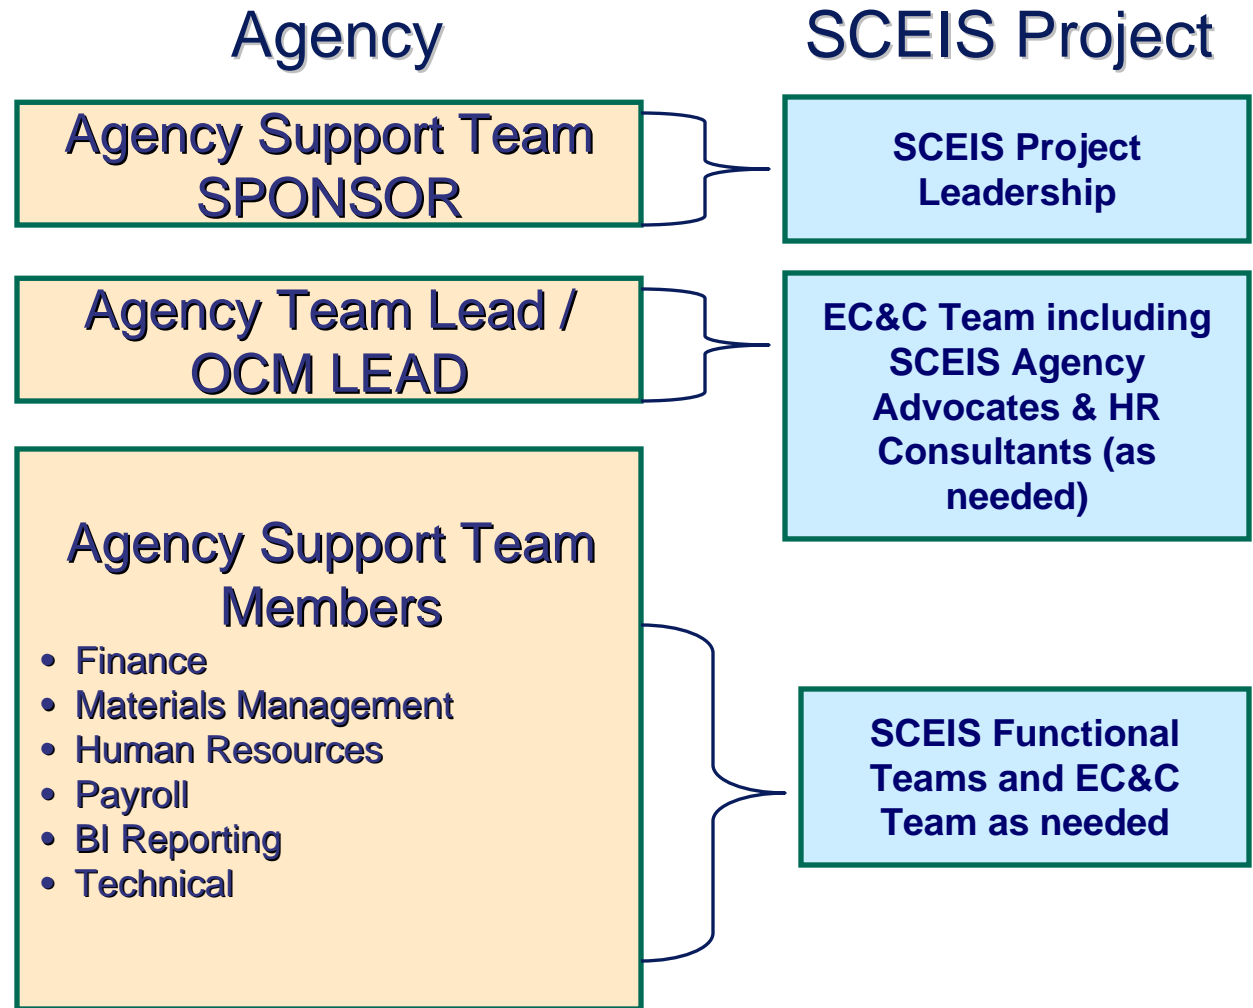 Agency
SCEIS Project
Agency Support Team
SPONSOR
SCEIS Project
Leadership
Agency Team Lead /
OCM LEAD
EC&C Team including
SCEIS Agency
Advocates & HR
Consultants (as
needed)
Agency Support Team
Members
• Finance
• Materials Management
• Human Resources
• Payroll
• BI Reporting
• Technical
SCEIS Functional
Teams and EC&C
Team as needed